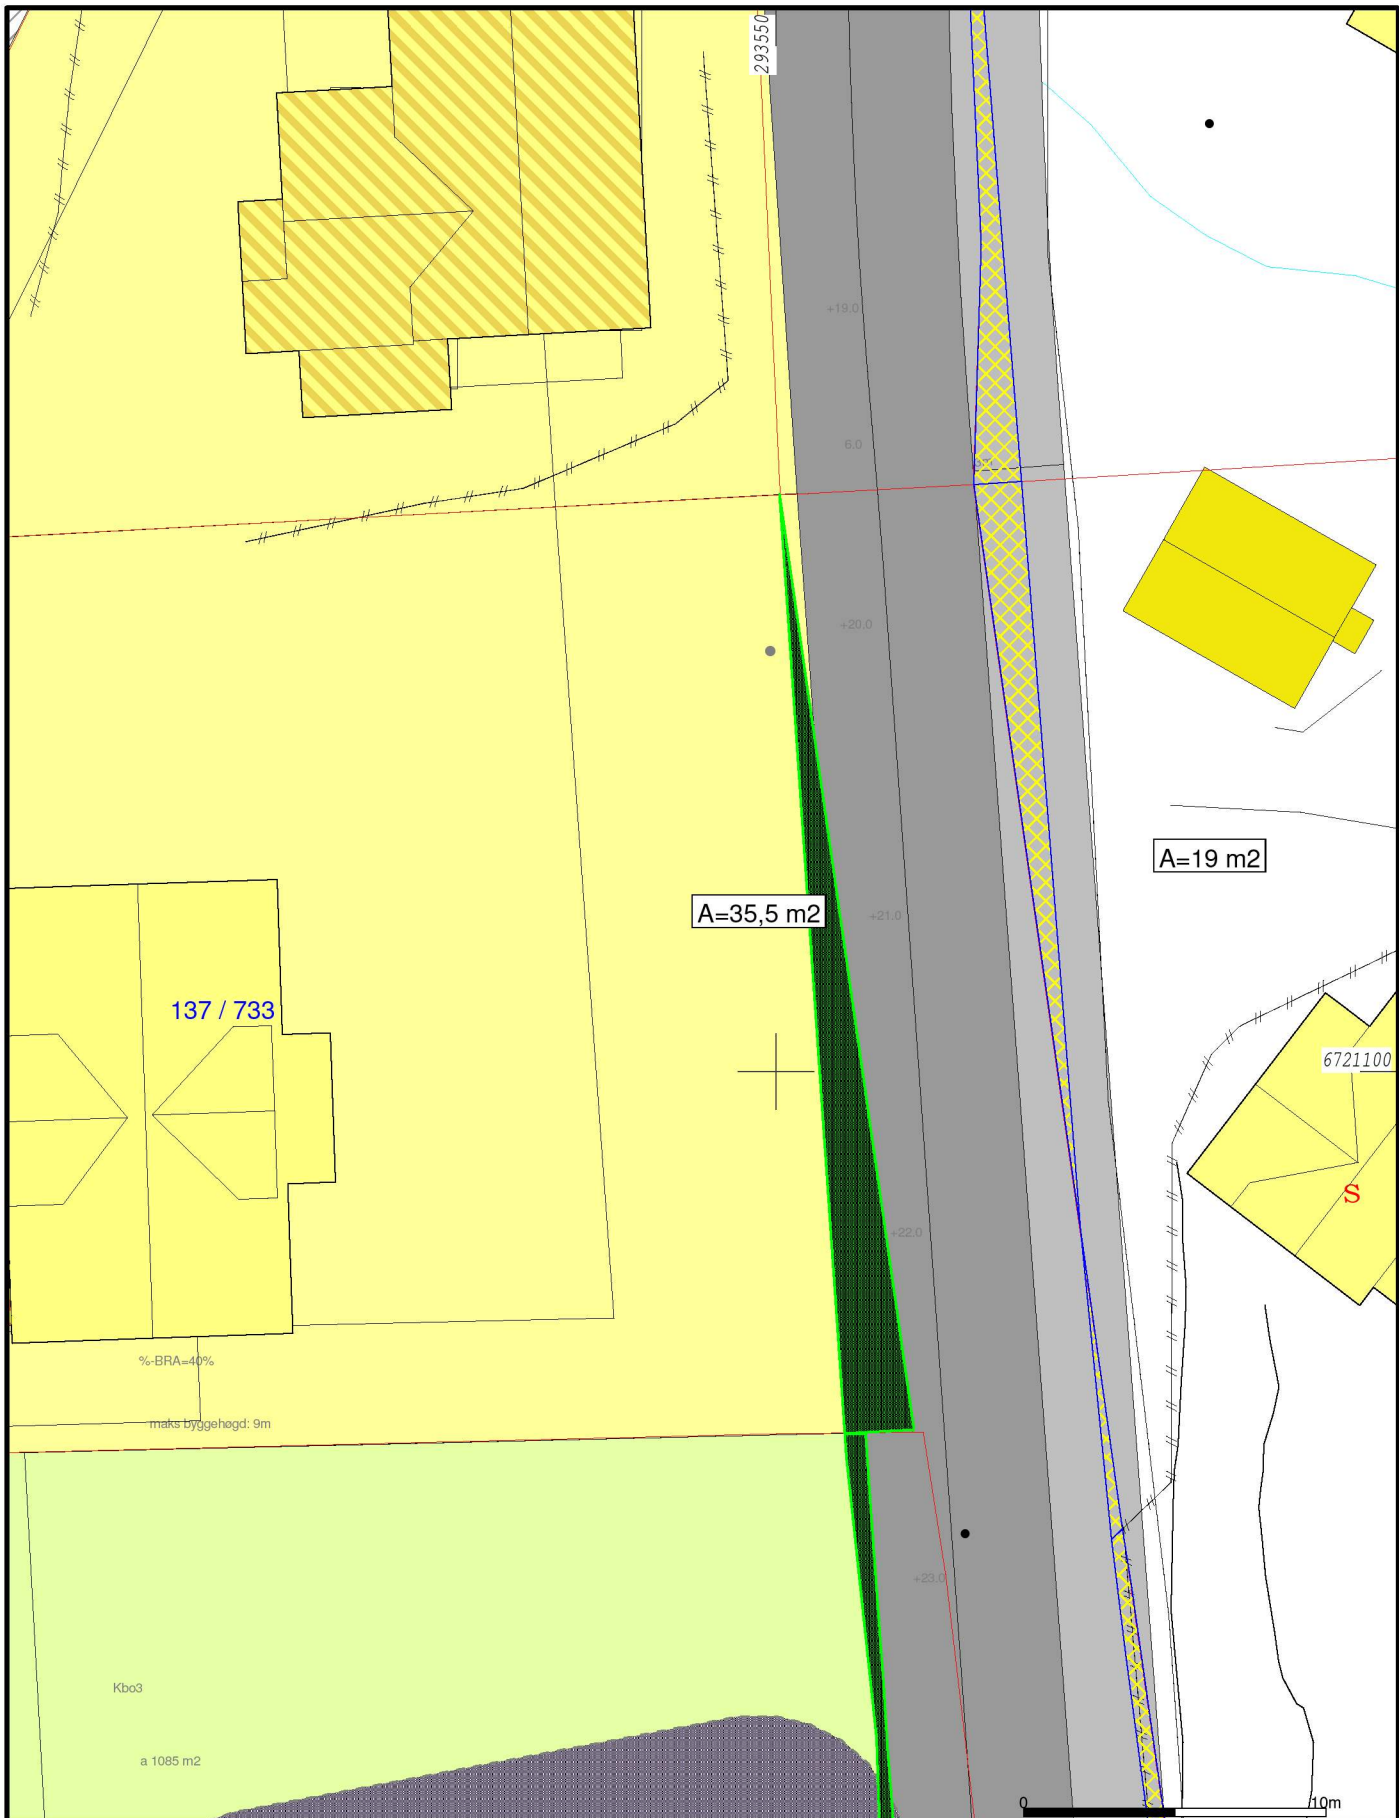 293550
+19.0
6.0
+20.0
A=19 m2
A=35,5 m2
+21.0
137 / 733
6721100
S
+22.0
%-BRA=40%
maks byggehøgd: 9m
+23.0
Kbo3
a 1085 m2
0 10m